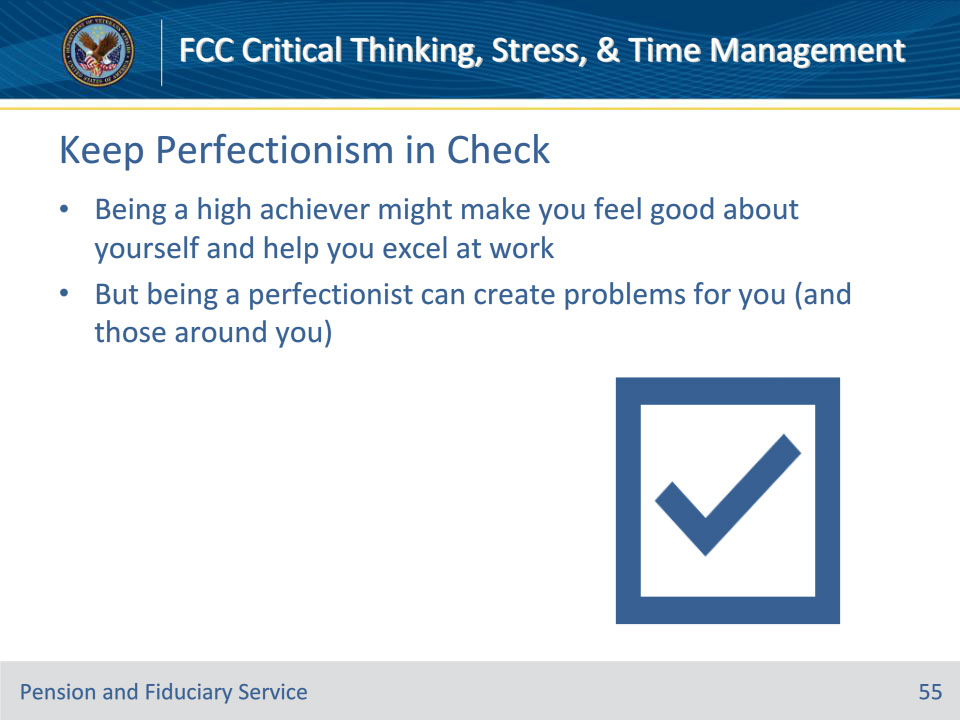 FCC Critical Thinking, Stress, & Time Management
Keep Perfectionism in Check
• Being a high achiever might make you feel good about
yourself and help you excel at work
• But being a perfectionist can create problems for you (and
those around you)
Pension and Fiduciary Service
55